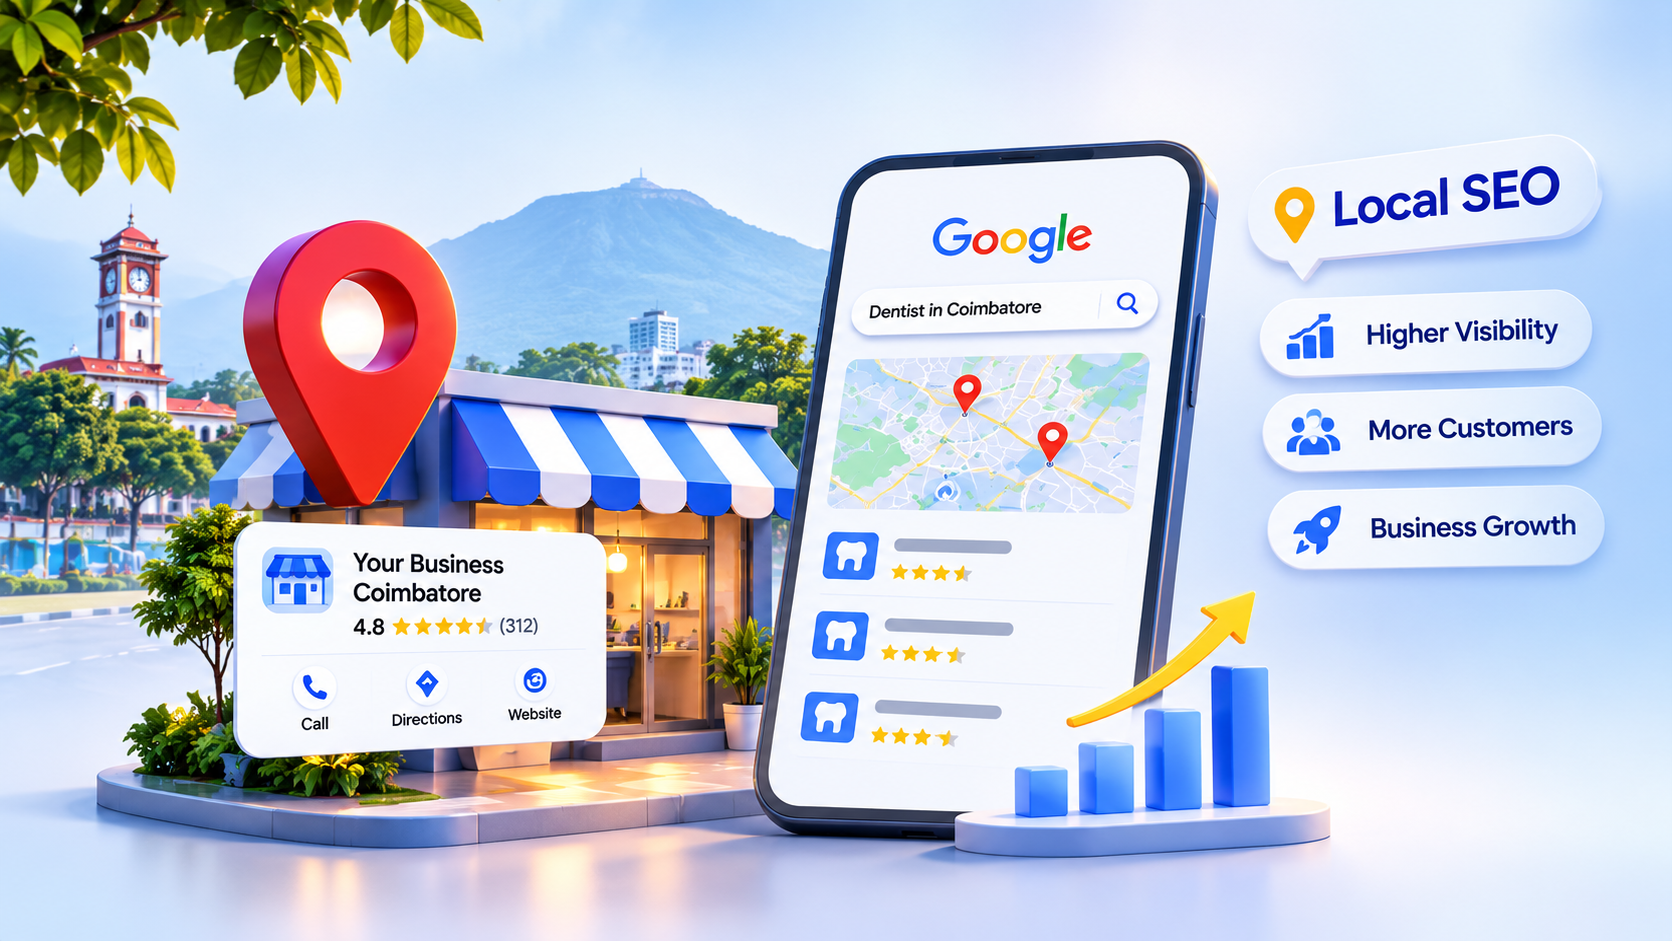 Your Business
Coimbatore
4.8 (312)
Call
Directions
Website
Google
Dentist in Coimbatore
Local SEO
Higher Visibility
More Customers
Business Growth